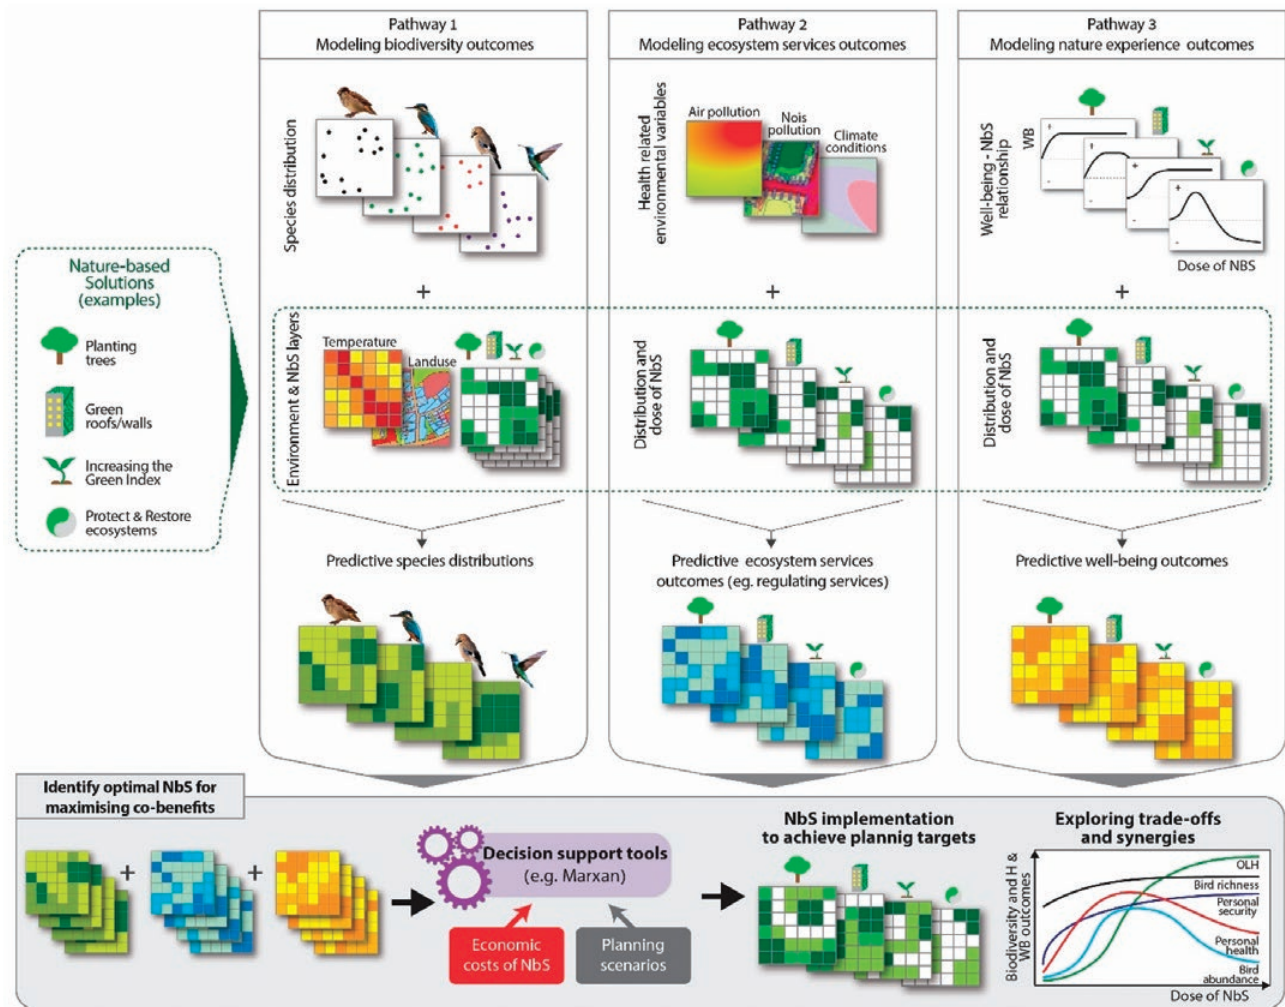 Pathway 1
Modeling biodiversity outcomes
Pathway 2
Modeling ecosystem services outcomes
Pathway 3
Modeling nature experience outcomes
Species distribution
Health related
environmental variables
Air pollution
Nois
pollution
Climate
conditions
Well-being - NbS
relationship
WB
+
-
+
-
Dose of NBS
Nature-based
Solutions
(examples)
Planting
trees
Green
roofs/walls
Increasing the
Green Index
Protect & Restore
ecosystems
+
+
+
Environment & NbS layers
Temperature
Landuse
Distribution and
dose of NbS
Distribution and
dose of NbS
Predictive species distributions
Predictive ecosystem services
outcomes (eg. regulating services)
Predictive well-being outcomes
Identify optimal NbS for
maximising co-benefits
+
+
Decision support tools
(e.g. Marxan)
Economic
costs of NbS
Planning
scenarios
NbS implementation
to achieve plannig targets
Exploring trade-offs
and synergies
Biodiversity and H &
WB outcomes
OLH
Bird richness
Personal
security
Personal
health
Bird
abundance
Dose of NbS